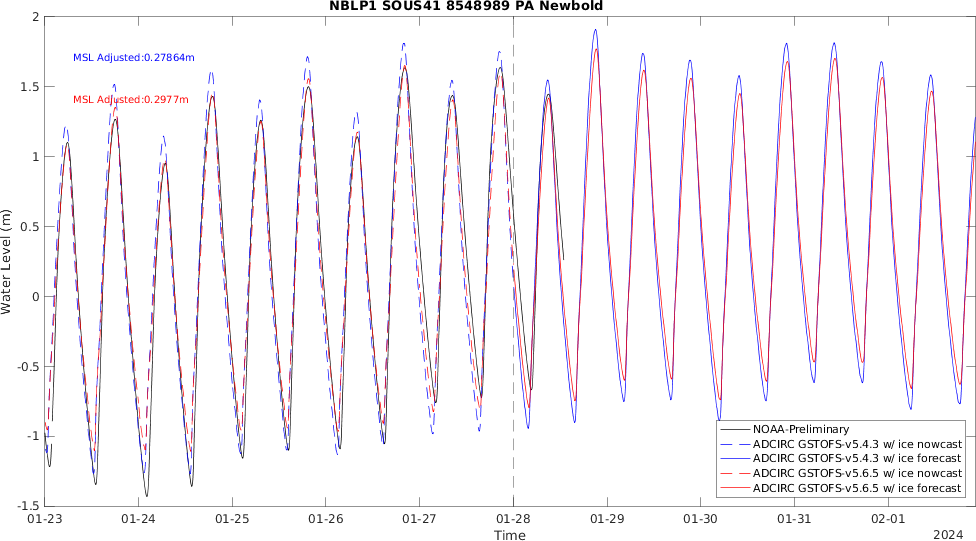 NBLP1 SOUS41 8548989 PA Newbold
2
1.5
1
0.5
0
-0.5
-1
-1.5
Water Level (m)
MSL Adjusted:0.27864m
MSL Adjusted:0.2977m
NOAA-Preliminary
ADCIRC GSTOFS-v5.4.3 w/ ice nowcast
ADCIRC GSTOFS-v5.4.3 w/ ice forecast
ADCIRC GSTOFS-v5.6.5 w/ ice nowcast
ADCIRC GSTOFS-v5.6.5 w/ ice forecast
01-23 01-24 01-25 01-26 01-27 01-28 01-29 01-30 01-31 02-01
Time
2024